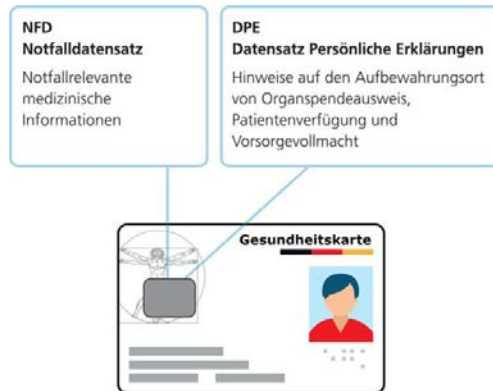 NFD
Notfalldatensatz
Notfallrelevante
medizinische
Informationen
DPE
Datensatz Persönliche Erklärungen
Hinweise auf den Aufbewahrungsort
von Organspendeausweis,
Patientenverfügung und
Vorsorgevollmacht
Gesundheitskarte